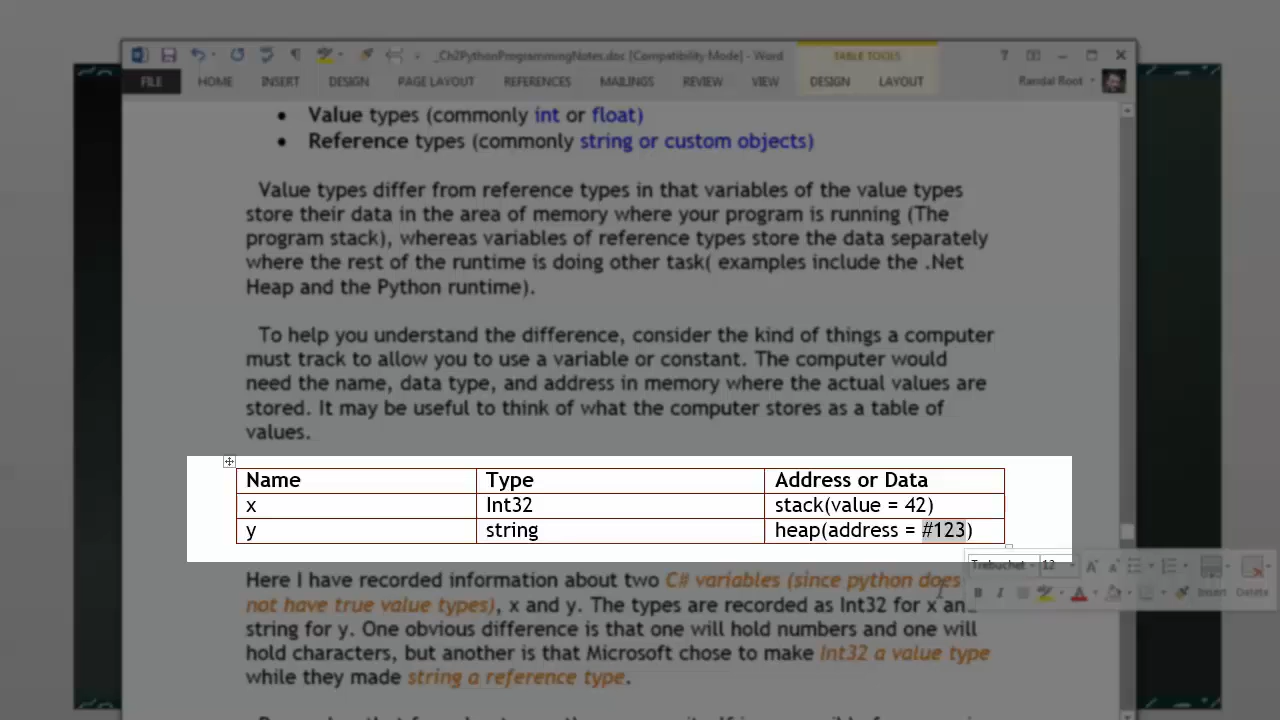 _Ch2PythonProgrammingNotes.doc [Compatibility Mode] - Word
TABLE TOOLS
?
FILE HOME INSERT DESIGN PAGE LAYOUT REFERENCES MAILINGS REVIEW VIEW DESIGN LAYOUT Randal Root
• Value types (commonly int or float)
• Reference types (commonly string or custom objects)
Value types differ from reference types in that variables of the value types
store their data in the area of memory where your program is running (The
program stack), whereas variables of reference types store the data separately
where the rest of the runtime is doing other task( examples include the .Net
Heap and the Python runtime).
To help you understand the difference, consider the kind of things a computer
must track to allow you to use a variable or constant. The computer would
need the name, data type, and address in memory where the actual values are
stored. It may be useful to think of what the computer stores as a table of
values.
Name Type Address or Data
x Int32 stack(value = 42)
y string heap(address = #123)
Trebuchet 12
B I A Insert Delete
Here I have recorded information about two C# variables (since python does
not have true value types), x and y. The types are recorded as Int32 for x and
string for y. One obvious difference is that one will hold numbers and one will
hold characters, but another is that Microsoft chose to make Int32 a value type
while they made string a reference type.